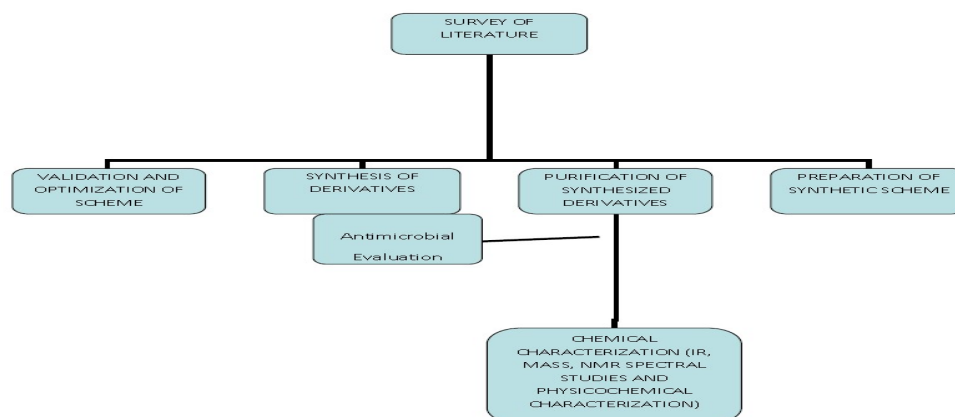 SURVEY OF
LITERATURE
VALIDATION AND
OPTIMIZATION OF
SCHEME
SYNTHESIS OF
DERIVATIVES
PURIFICATION OF
SYNTHESIZED
DERIVATIVES
PREPARATION OF
SYNTHETIC SCHEME
Antimicrobial
Evaluation
CHEMICAL
CHARACTERIZATION (IR,
MASS, NMR SPECTRAL
STUDIES AND
PHYSICOCHEMICAL
CHARACTERIZATION)